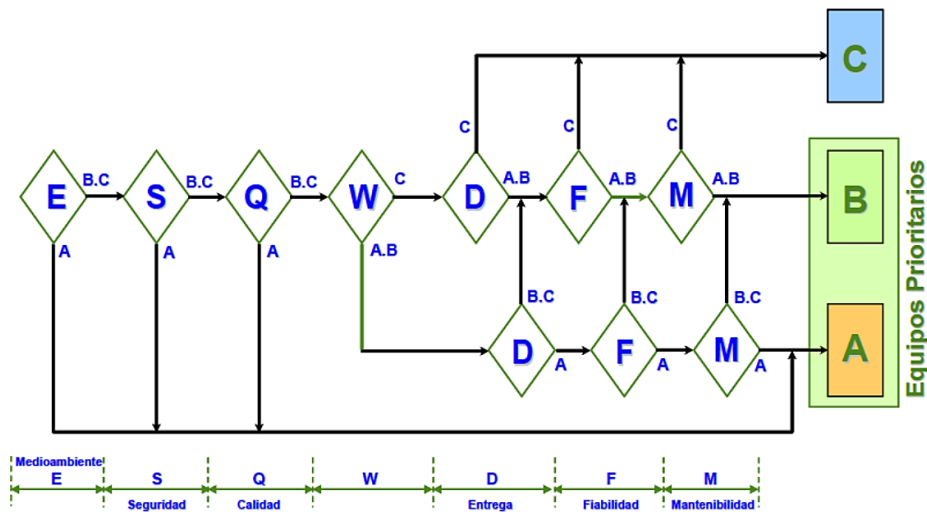 C
C
C
C
E
B.C
S
B.C
Q
B.C
W
C
D
A.B
F
A.B
M
A.B
B
A
A
A
A.B
B.C
B.C
B.C
D
A
F
A
M
A
A
Equipos Prioritarios
Medioambiente
E
S
Q
W
D
F
M
Seguridad
Calidad
Entrega
Fiabilidad
Mantenibilidad